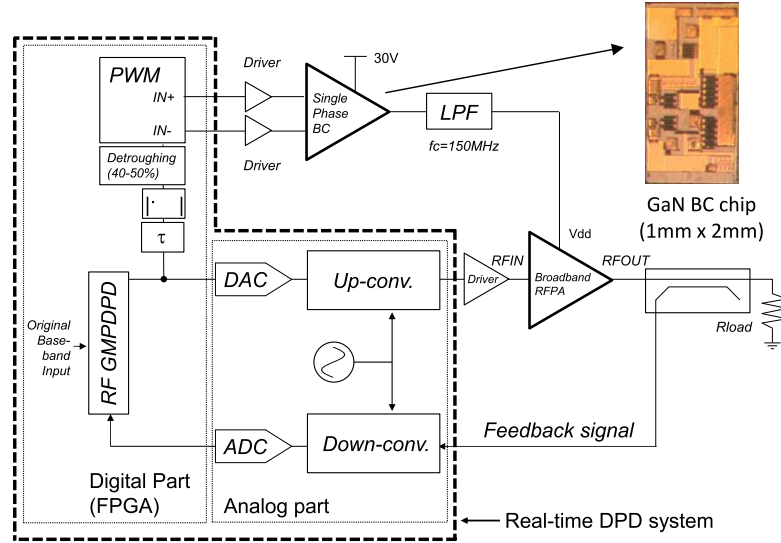 PWM
IN+
IN-
Driver
Driver
Single
Phase
BC
30V
LPF
fc=150MHz
GaN BC chip
(1mm x 2mm)
Detroughing
(40-50%)
|·|
τ
Vdd
DAC
Up-conv.
RFIN
Driver
Broadband
RFPA
RFOUT
Rload
Original
Base-
band
Input
RF GMPDPD
ADC
Down-conv.
Feedback signal
Digital Part
(FPGA)
Analog part
Real-time DPD system